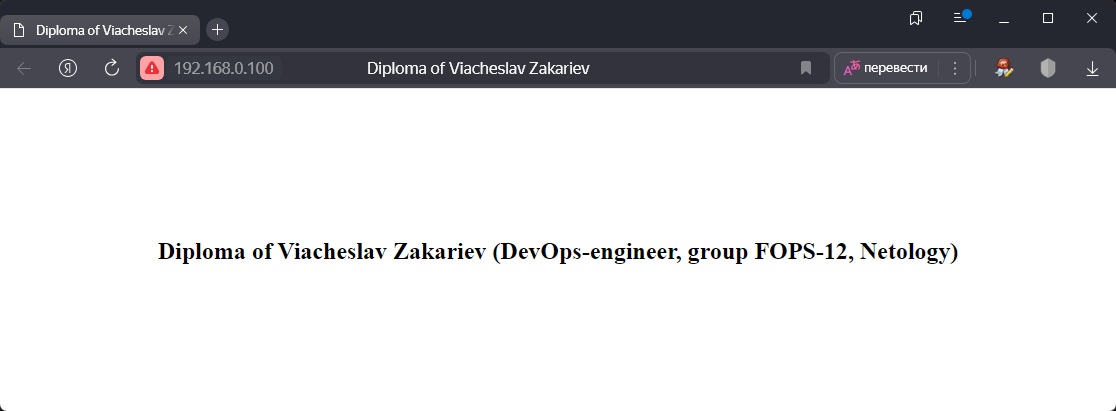 Diploma of Viacheslav Z
192.168.0.100
Diploma of Viacheslav Zakariev
перевести
Diploma of Viacheslav Zakariev (DevOps-engineer, group FOPS-12, Netology)